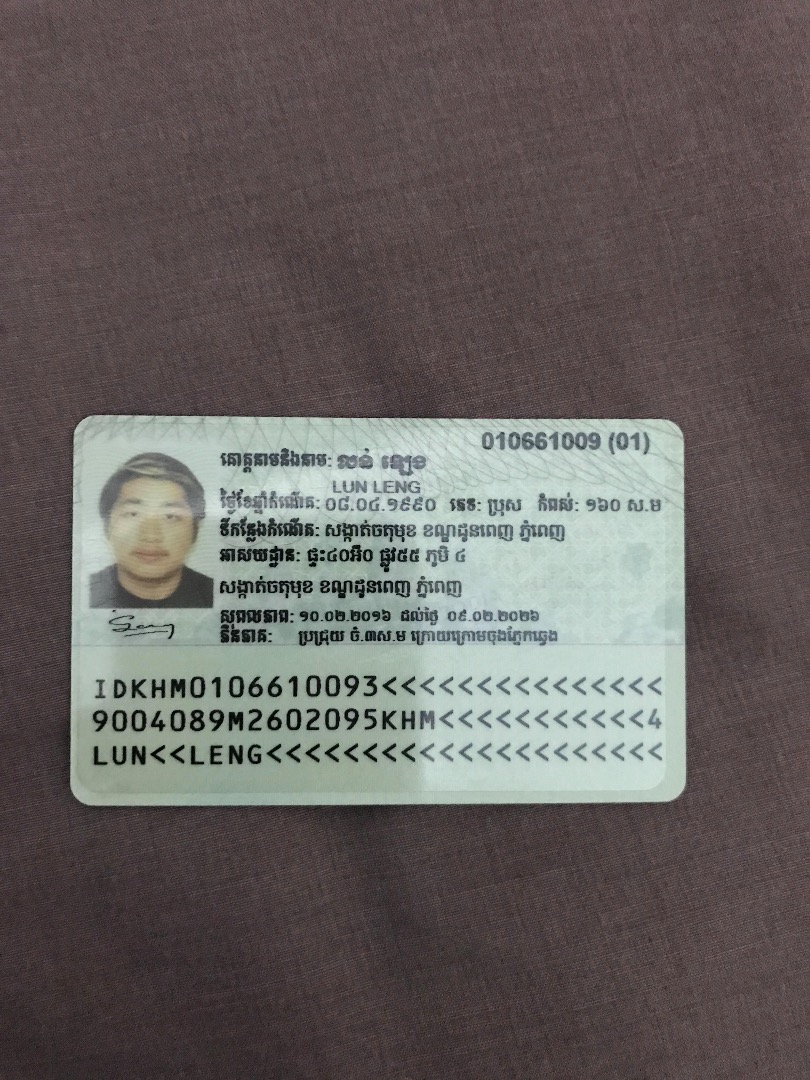 010661009 (01)
គោត្តនាមនិងនាម: លន់ ឡេង
LUN LENG
ថ្ងៃខែឆ្នាំកំណើត: ០៨.០៤.១៩៩០ ភេទ: ប្រុស កំពស់: ១៦០ ស.ម
ទីកន្លែងកំណើត: សង្កាត់ចតុមុខ ខណ្ឌដូនពេញ ភ្នំពេញ
អាសយដ្ឋាន: ផ្ទះ៤០អឺ០ ផ្លូវ៥៥ ភូមិ ៤
សង្កាត់ចតុមុខ ខណ្ឌដូនពេញ ភ្នំពេញ
សុពលភាព: ១០.០២.២០១៦ ដល់ថ្ងៃ ០៩.០២.២០២៦
ភិនភាគ: ប្រជ្រុយ ចំ.៣ស.ម ក្រោយក្រោមចុងភ្នែកឆ្វេង
IDKHM0106610093<<<<<<<<<<<<<<<
9004089M2602095KHM<<<<<<<<<<<4
LUN<<LENG<<<<<<<<<<<<<<<<<<<<<